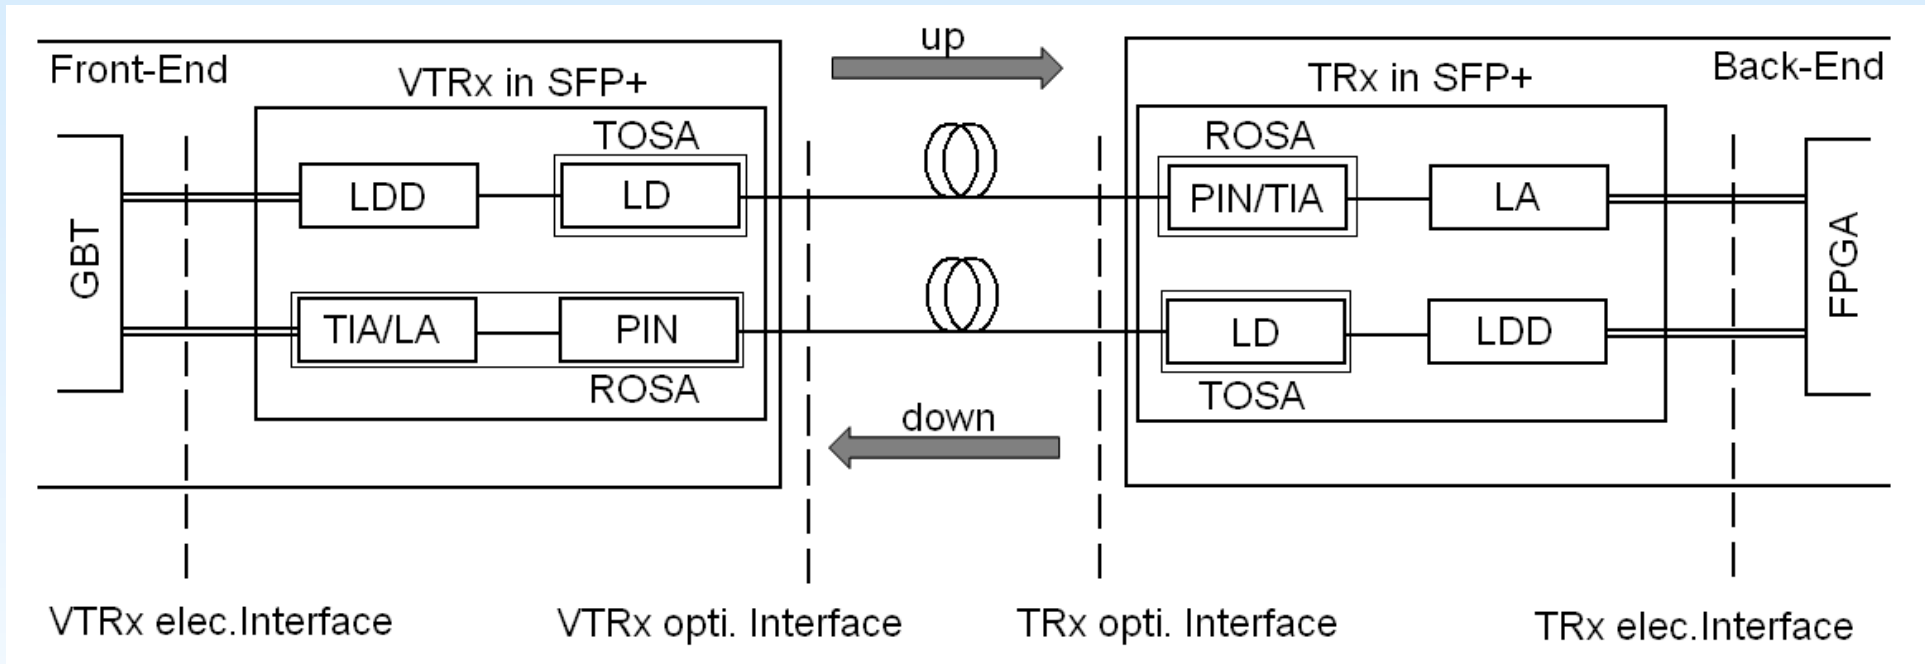 up
Front-End
Back-End
VTRx in SFP+
TRx in SFP+
TOSA
ROSA
LDD
LD
PIN/TIA
LA
GBT
FPGA
TIA/LA
PIN
LD
LDD
ROSA
TOSA
down
VTRx elec.Interface
VTRx opti. Interface
TRx opti. Interface
TRx elec.Interface